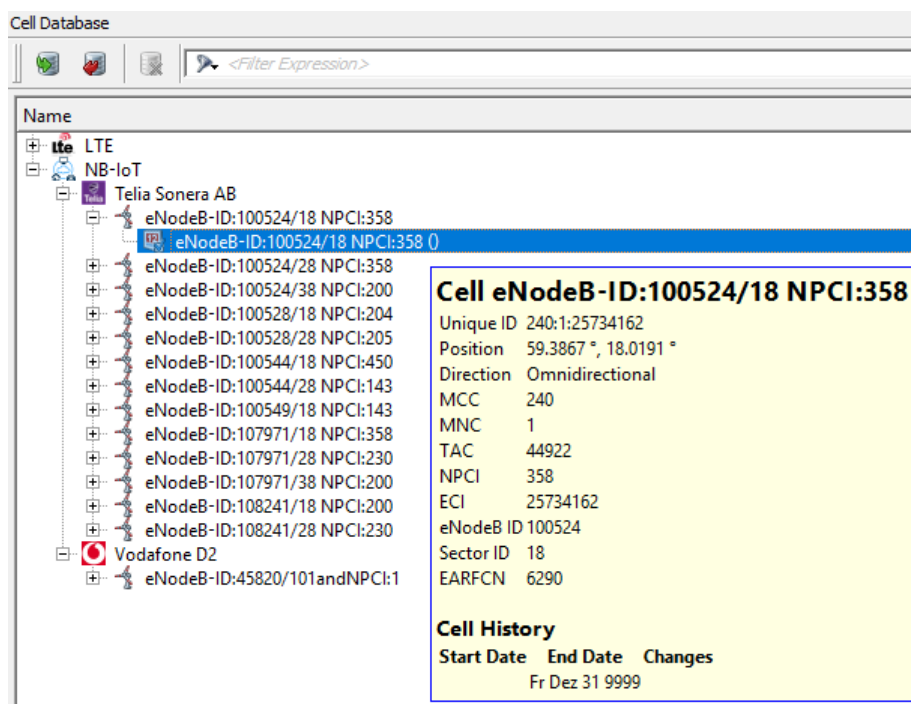 Cell Database
<Filter Expression>
Name
LTE LTE
NB-IoT
Telia Telia Sonera AB
eNodeB-ID:100524/18 NPCI:358
eNodeB-ID:100524/18 NPCI:358 ()
eNodeB-ID:100524/28 NPCI:358
eNodeB-ID:100524/38 NPCI:200
eNodeB-ID:100528/18 NPCI:204
eNodeB-ID:100528/28 NPCI:205
eNodeB-ID:100544/18 NPCI:450
eNodeB-ID:100544/28 NPCI:143
eNodeB-ID:100549/18 NPCI:143
eNodeB-ID:107971/18 NPCI:358
eNodeB-ID:107971/28 NPCI:230
eNodeB-ID:107971/38 NPCI:200
eNodeB-ID:108241/18 NPCI:200
eNodeB-ID:108241/28 NPCI:230
Vodafone D2
eNodeB-ID:45820/101andNPCI:1
Cell eNodeB-ID:100524/18 NPCI:358
Unique ID 240:1:25734162
Position 59.3867 °, 18.0191 °
Direction Omnidirectional
MCC 240
MNC 1
TAC 44922
NPCI 358
ECI 25734162
eNodeB ID 100524
Sector ID 18
EARFCN 6290
Cell History
Start Date End Date Changes
Fr Dez 31 9999